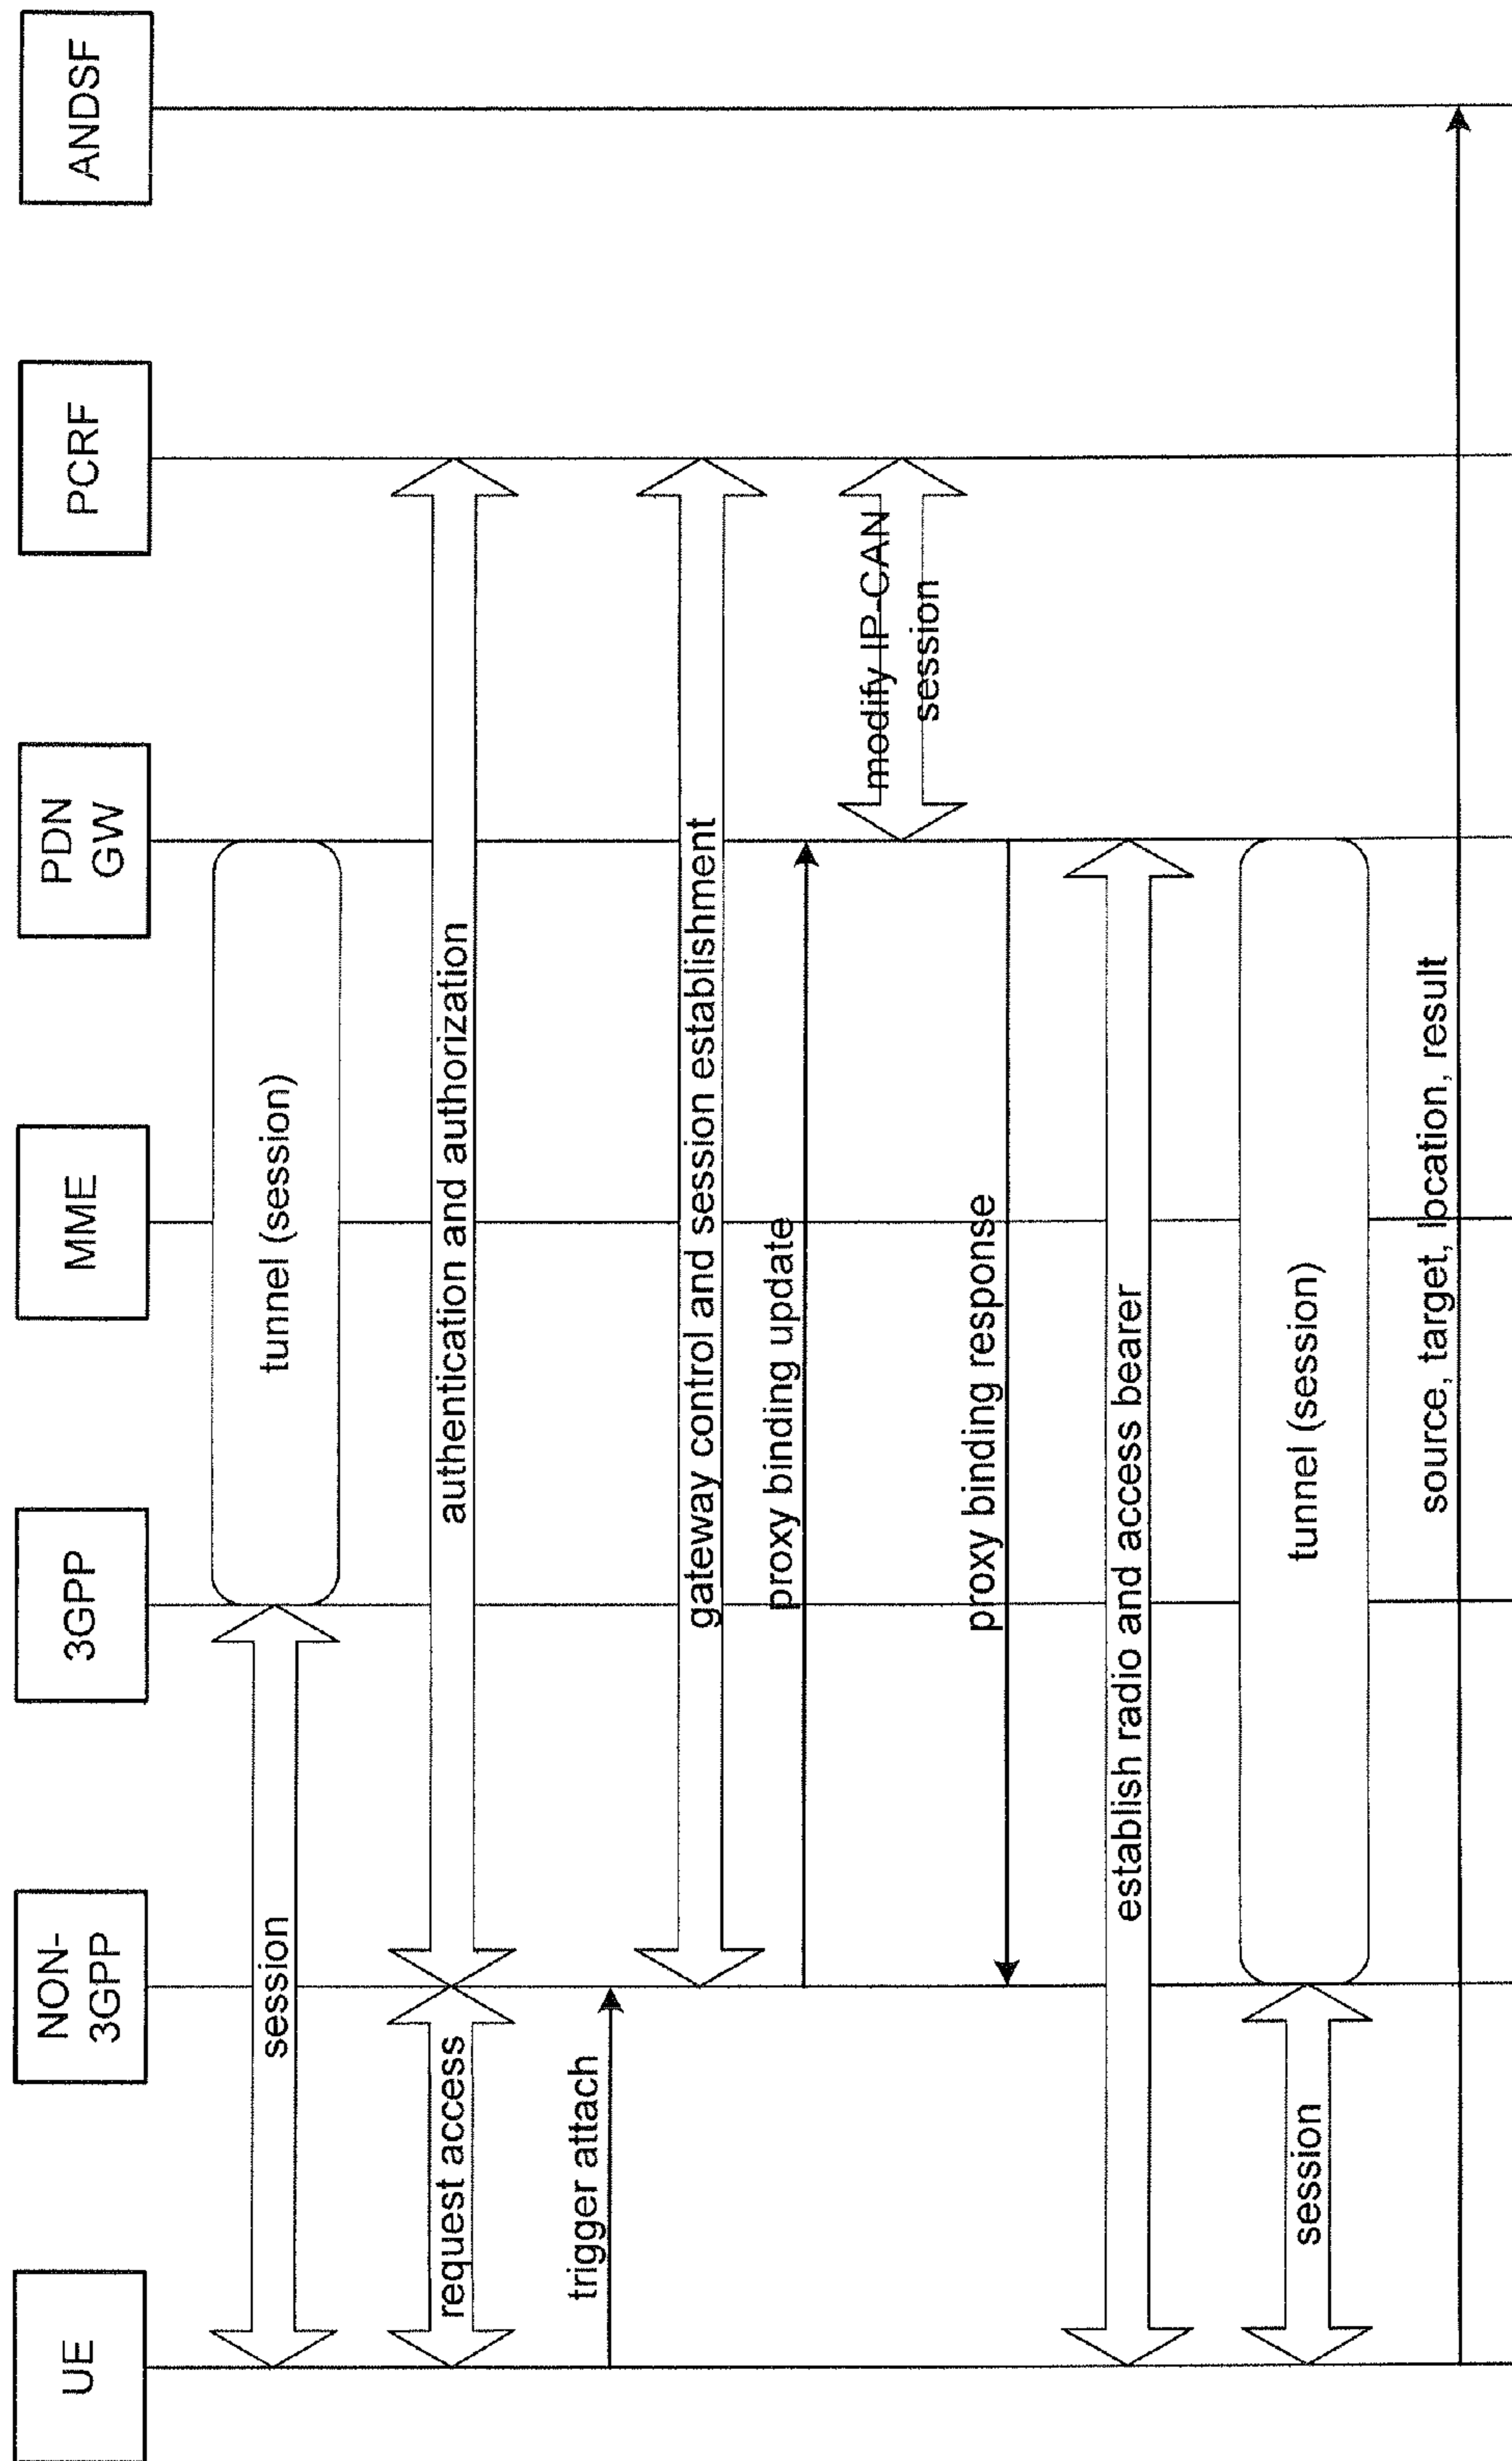 UE
NON-
3GPP
3GPP
MME
PDN
GW
PCRF
ANDSF
session
tunnel (session)
request access
authentication and authorization
trigger attach
gateway control and session establishment
proxy binding update
modify IP-CAN
session
proxy binding response
establish radio and access bearer
session
tunnel (session)
source, target, location, result